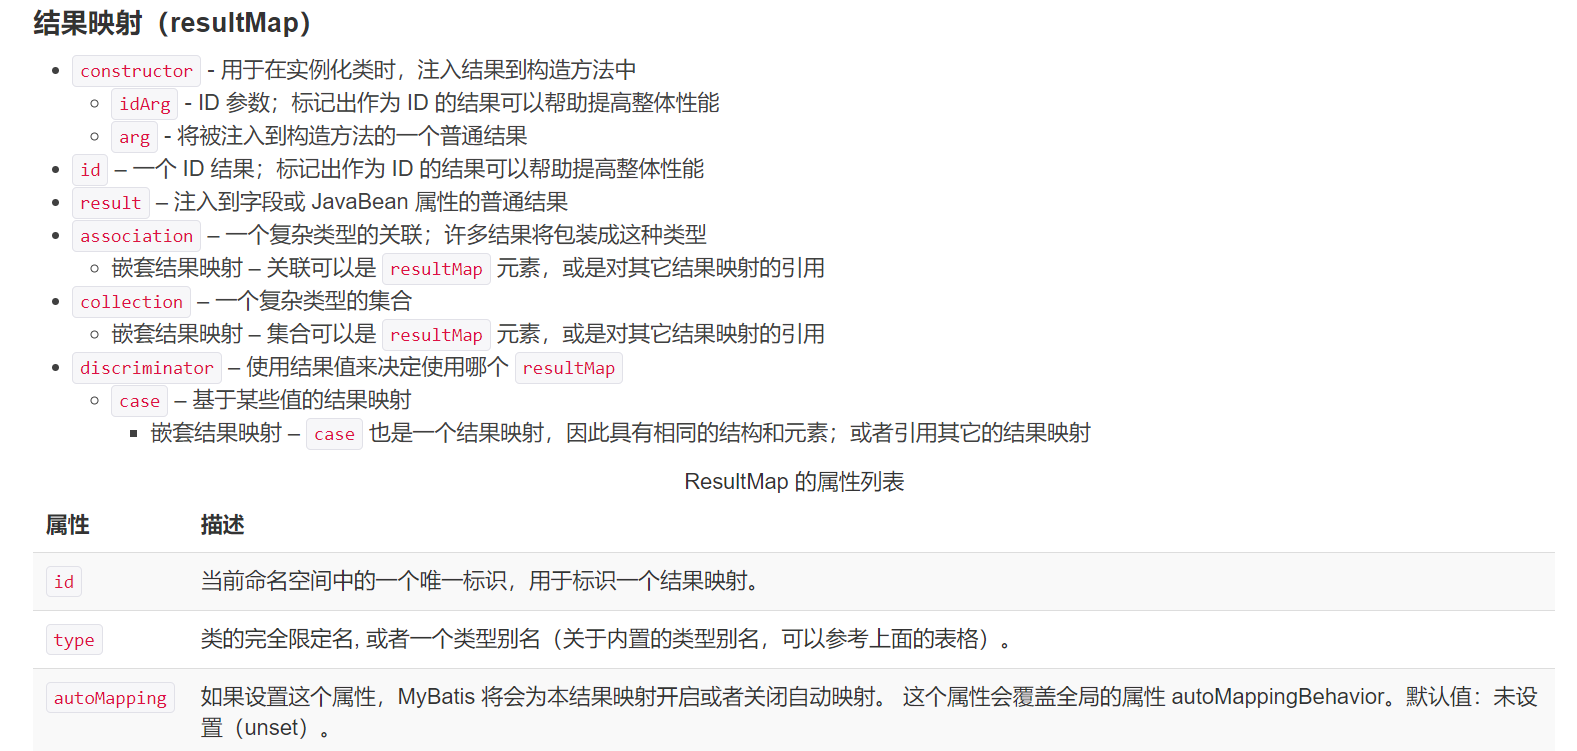 结果映射（resultMap）
constructor - 用于在实例化类时，注入结果到构造方法中
idArg - ID 参数；标记出作为 ID 的结果可以帮助提高整体性能
arg - 将被注入到构造方法的一个普通结果
id – 一个 ID 结果；标记出作为 ID 的结果可以帮助提高整体性能
result – 注入到字段或 JavaBean 属性的普通结果
association – 一个复杂类型的关联；许多结果将包装成这种类型
嵌套结果映射 – 关联可以是 resultMap 元素，或是对其它结果映射的引用
collection – 一个复杂类型的集合
嵌套结果映射 – 集合可以是 resultMap 元素，或是对其它结果映射的引用
discriminator – 使用结果值来决定使用哪个 resultMap
case – 基于某些值的结果映射
嵌套结果映射 – case 也是一个结果映射，因此具有相同的结构和元素；或者引用其它的结果映射
ResultMap 的属性列表
属性 描述
id 当前命名空间中的一个唯一标识，用于标识一个结果映射。
type 类的完全限定名, 或者一个类型别名（关于内置的类型别名，可以参考上面的表格）。
autoMapping 如果设置这个属性，MyBatis 将会为本结果映射开启或者关闭自动映射。 这个属性会覆盖全局的属性 autoMappingBehavior。默认值：未设
置（unset）。